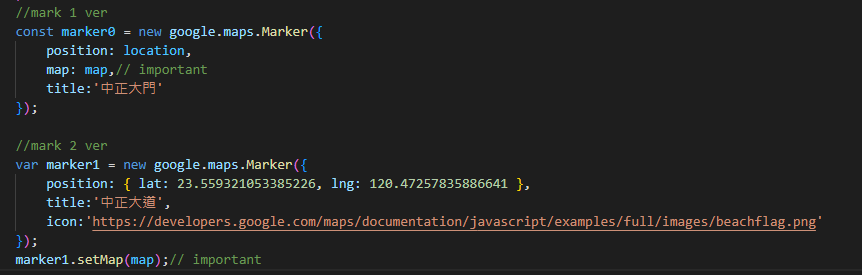 //mark 1 ver
const marker0 = new google.maps.Marker({
    position: location,
    map: map,// important
    title:'中正大門'
});

//mark 2 ver
var marker1 = new google.maps.Marker({
    position: { lat: 23.559321053385226, lng: 120.47257835886641 },
    title:'中正大道',
    icon:'https://developers.google.com/maps/documentation/javascript/examples/full/images/beachflag.png'
});
marker1.setMap(map);// important